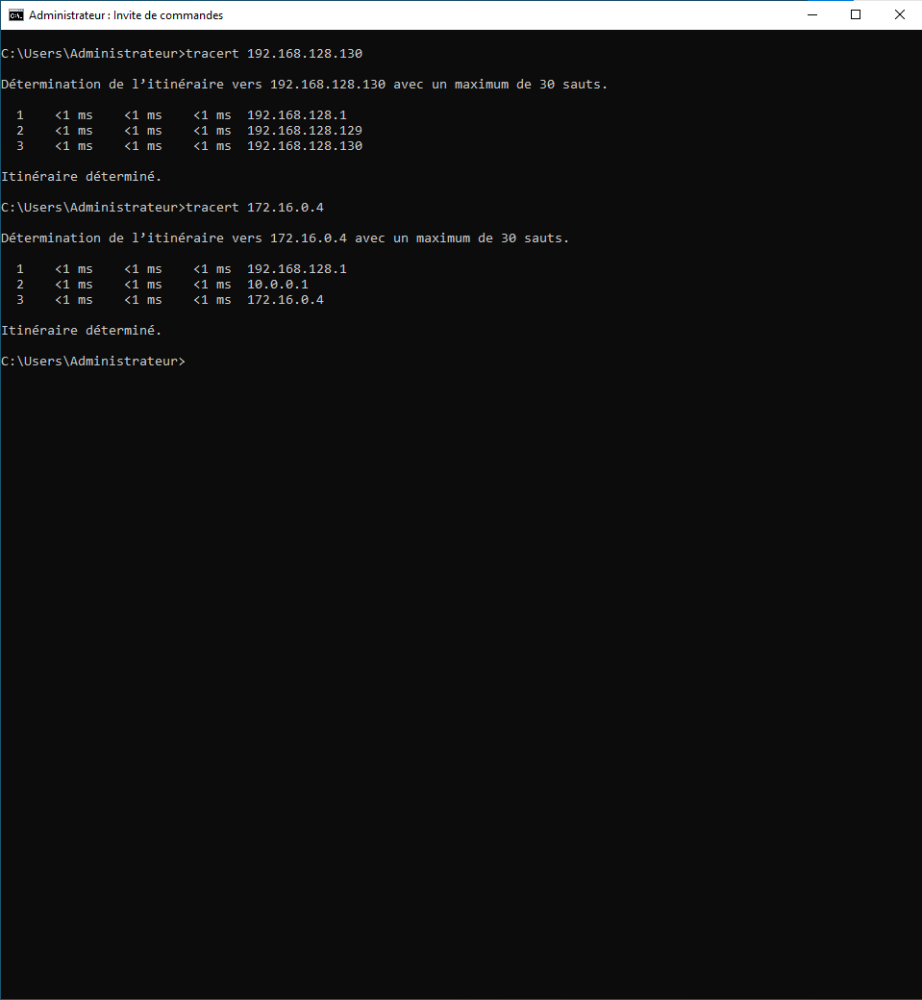 Administrateur : Invite de commandes
C:\Users\Administrateur>tracert 192.168.128.130
Détermination de l’itinéraire vers 192.168.128.130 avec un maximum de 30 sauts.
1 <1 ms <1 ms <1 ms 192.168.128.1
2 <1 ms <1 ms <1 ms 192.168.128.129
3 <1 ms <1 ms <1 ms 192.168.128.130
Itinéraire déterminé.
C:\Users\Administrateur>tracert 172.16.0.4
Détermination de l’itinéraire vers 172.16.0.4 avec un maximum de 30 sauts.
1 <1 ms <1 ms <1 ms 192.168.128.1
2 <1 ms <1 ms <1 ms 10.0.0.1
3 <1 ms <1 ms <1 ms 172.16.0.4
Itinéraire déterminé.
C:\Users\Administrateur>